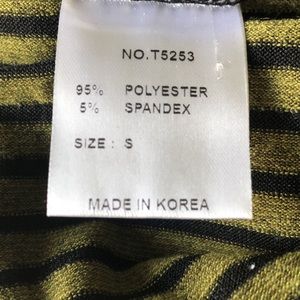 NO.T5253
95% POLYESTER
5% SPANDEX
SIZE : S
MADE IN KOREA